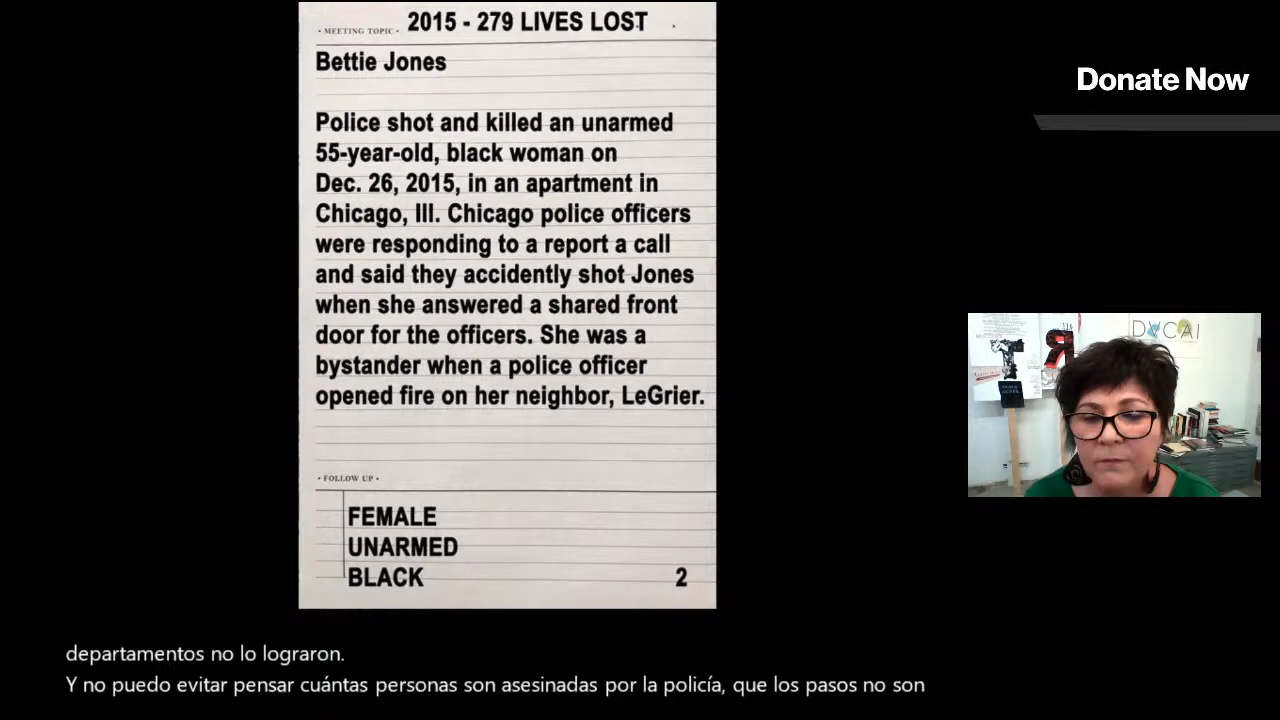 • MEETING TOPIC • 2015 - 279 LIVES LOST
Bettie Jones
Police shot and killed an unarmed
55-year-old, black woman on
Dec. 26, 2015, in an apartment in
Chicago, Ill. Chicago police officers
were responding to a report a call
and said they accidently shot Jones
when she answered a shared front
door for the officers. She was a
bystander when a police officer
opened fire on her neighbor, LeGrier.
• FOLLOW UP •
FEMALE
UNARMED
BLACK 2
Donate Now
DVCAI
departamentos no lo lograron.
Y no puedo evitar pensar cuántas personas son asesinadas por la policía, que los pasos no son